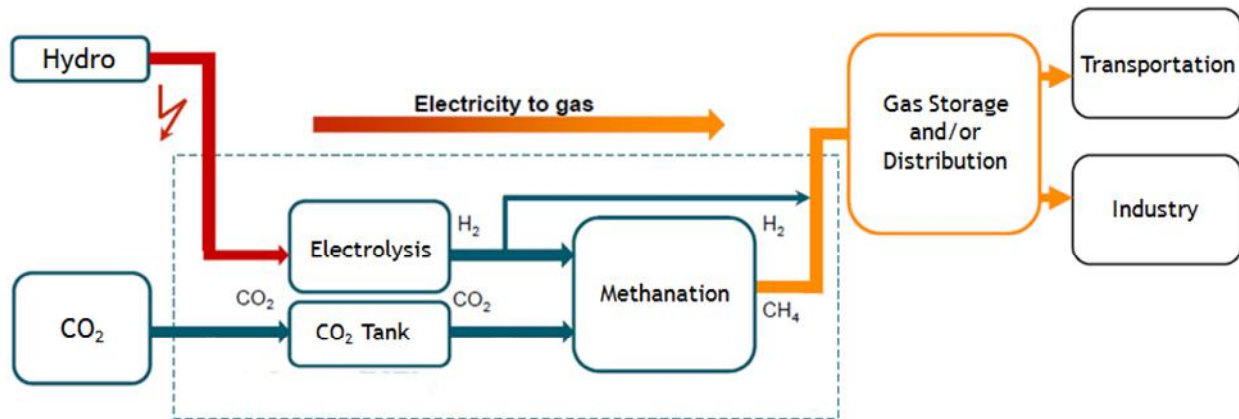 Hydro
Electricity to gas
Gas Storage
and/or
Distribution
Transportation
Industry
Electrolysis
H₂
H₂
Methanation
CO₂
CO₂
CO₂
CO₂ Tank
CH₄